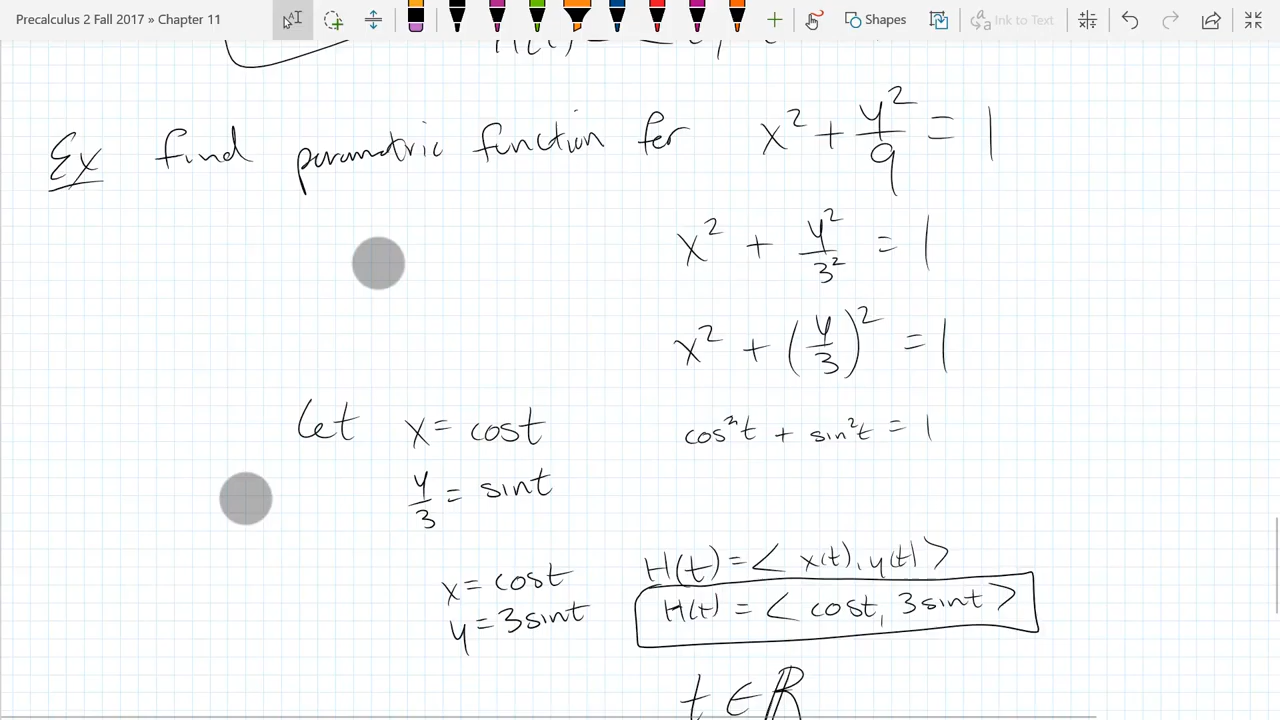 Precalculus 2 Fall 2017 » Chapter 11
Shapes
Ink to Text
H(t) =
Ex find parametric function for x² + y²/9 = 1
x² + y²/3² = 1
x² + (y/3)² = 1
Let x = cost
cos²t + sin²t = 1
y/3 = sint
x = cost
y = 3sint
H(t) = < x(t), y(t) >
H(t) = < cost, 3sint >
t ∈ ℝ